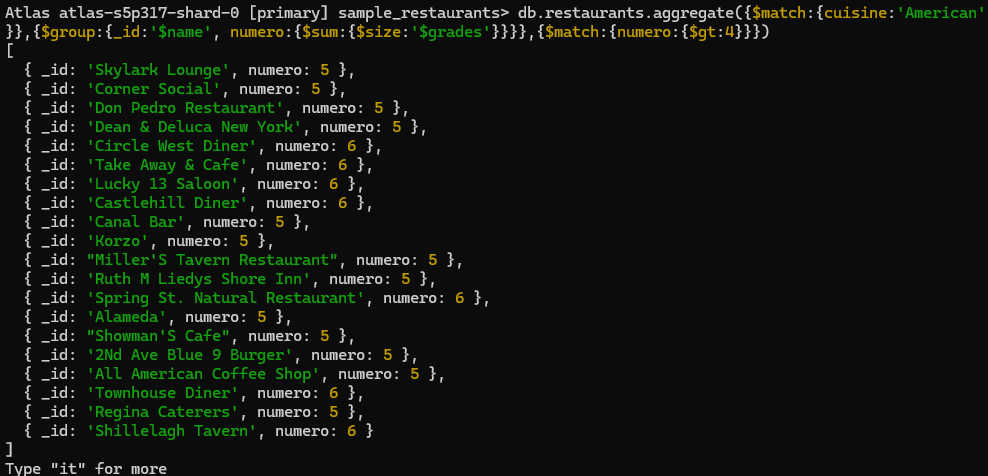 Atlas atlas-s5p317-shard-0 [primary] sample_restaurants> db.restaurants.aggregate({$match:{cuisine:'American'
}},{$group:{_id:'$name', numero:{$sum:{$size:'$grades'}}}},{$match:{numero:{$gt:4}}})
[
  { _id: 'Skylark Lounge', numero: 5 },
  { _id: 'Corner Social', numero: 5 },
  { _id: 'Don Pedro Restaurant', numero: 5 },
  { _id: 'Dean & Deluca New York', numero: 5 },
  { _id: 'Circle West Diner', numero: 6 },
  { _id: 'Take Away & Cafe', numero: 6 },
  { _id: 'Lucky 13 Saloon', numero: 6 },
  { _id: 'Castlehill Diner', numero: 6 },
  { _id: 'Canal Bar', numero: 5 },
  { _id: 'Korzo', numero: 5 },
  { _id: "Miller'S Tavern Restaurant", numero: 5 },
  { _id: 'Ruth M Liedys Shore Inn', numero: 5 },
  { _id: 'Spring St. Natural Restaurant', numero: 6 },
  { _id: 'Alameda', numero: 5 },
  { _id: "Showman'S Cafe", numero: 5 },
  { _id: '2Nd Ave Blue 9 Burger', numero: 5 },
  { _id: 'All American Coffee Shop', numero: 5 },
  { _id: 'Townhouse Diner', numero: 6 },
  { _id: 'Regina Caterers', numero: 5 },
  { _id: 'Shillelagh Tavern', numero: 6 }
]
Type "it" for more